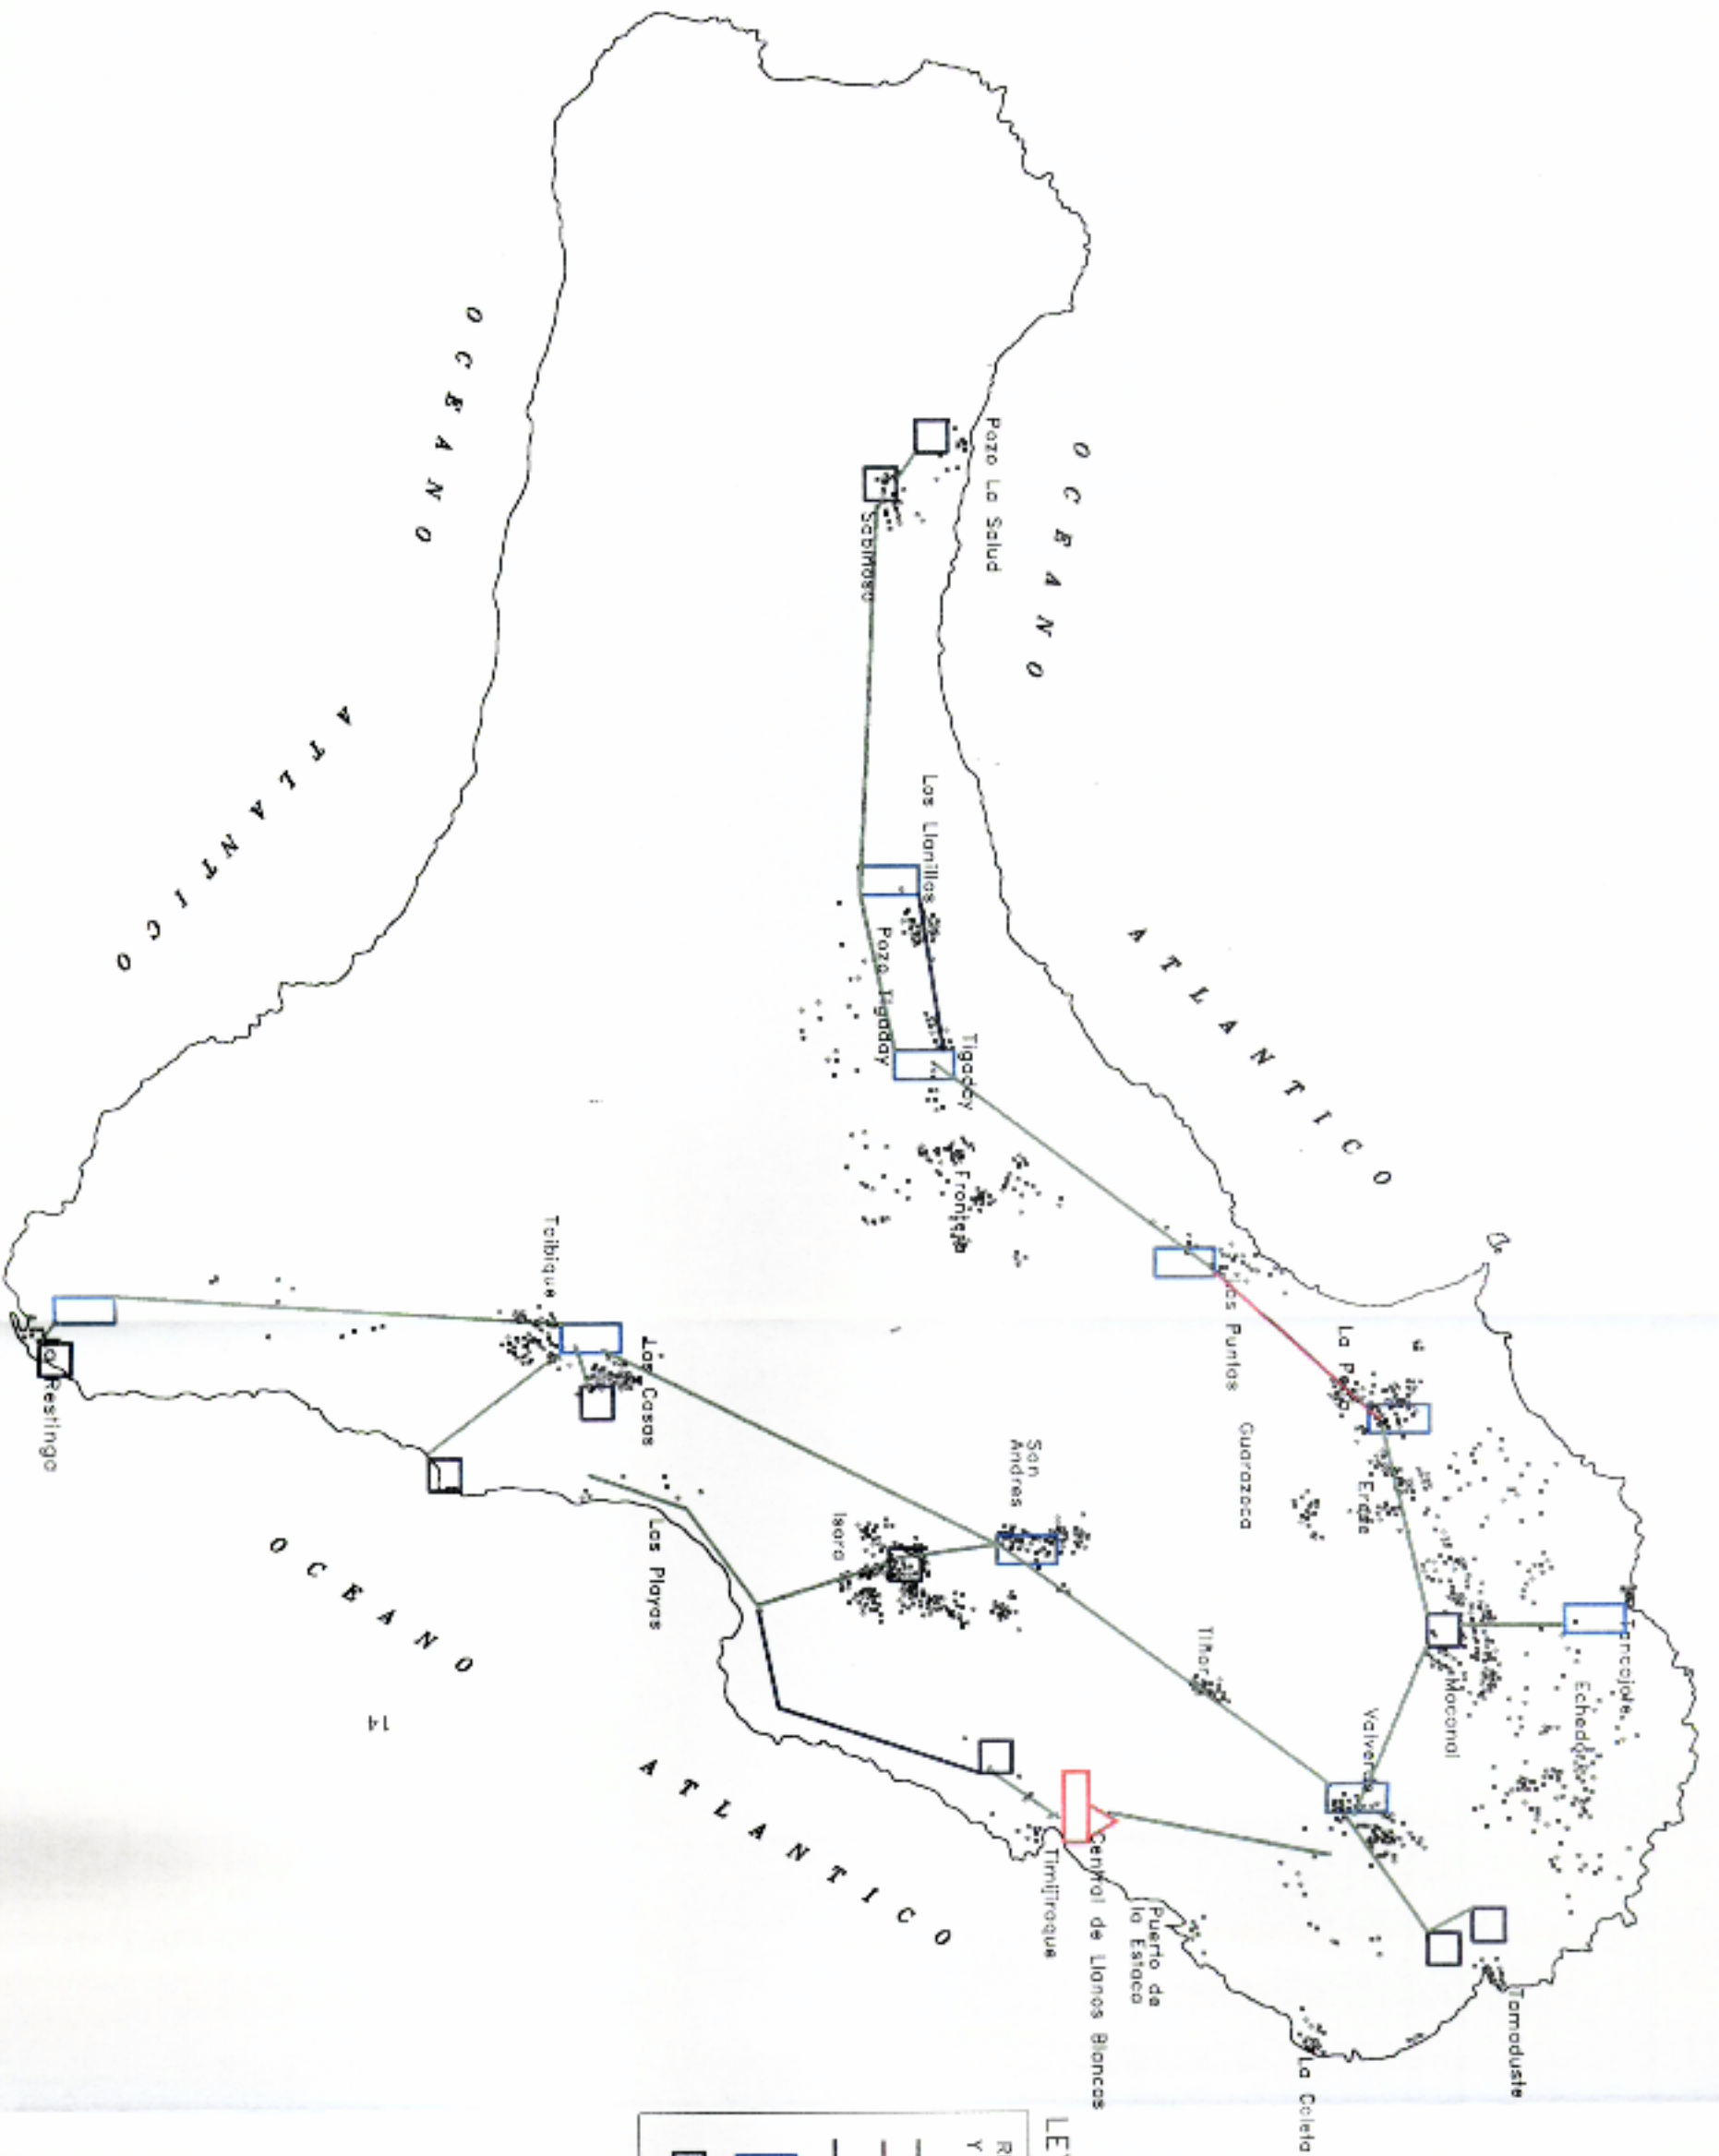 OCEANO
ATLANTICO
OCEANO
ATLANTICO
Pozo La Salud
Sabinosa
Los Llanillos
Pozo Tigaday
Tigaday
Frontera
Las Puntas
Guarazoca
La Peña
Erese
Mocanal
Echedo
Valverde
Tiñor
San
Andres
Isora
Las Playas
Las Casas
Taibique
La Restinga
Timijiraque
Central de Llanos Blancos
Puerto de
la Estaca
Tamaduste
La Caleta
OCEANO
ATLANTICO
14